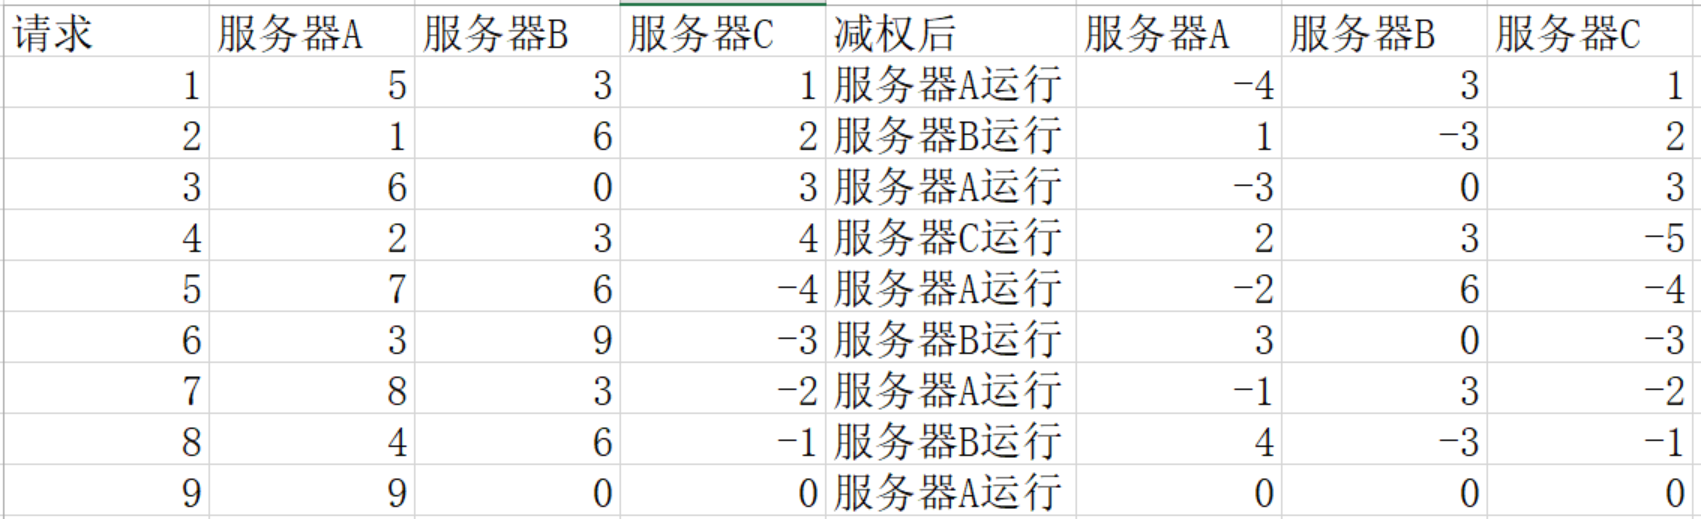 请求 服务器A 服务器B 服务器C 减权后 服务器A 服务器B 服务器C
1 5 3 1 服务器A运行 -4 3 1
2 1 6 2 服务器B运行 1 -3 2
3 6 0 3 服务器A运行 -3 0 3
4 2 3 4 服务器C运行 2 3 -5
5 7 6 -4 服务器A运行 -2 6 -4
6 3 9 -3 服务器B运行 3 0 -3
7 8 3 -2 服务器A运行 -1 3 -2
8 4 6 -1 服务器B运行 4 -3 -1
9 9 0 0 服务器A运行 0 0 0